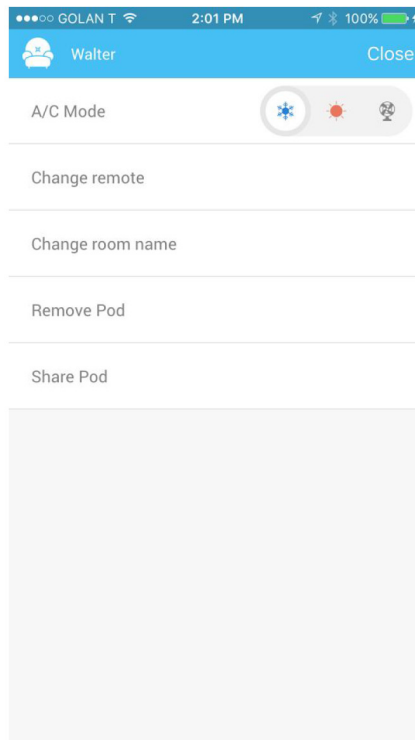 GOLAN T 2:01 PM 100%
Walter Close
A/C Mode
Change remote
Change room name
Remove Pod
Share Pod